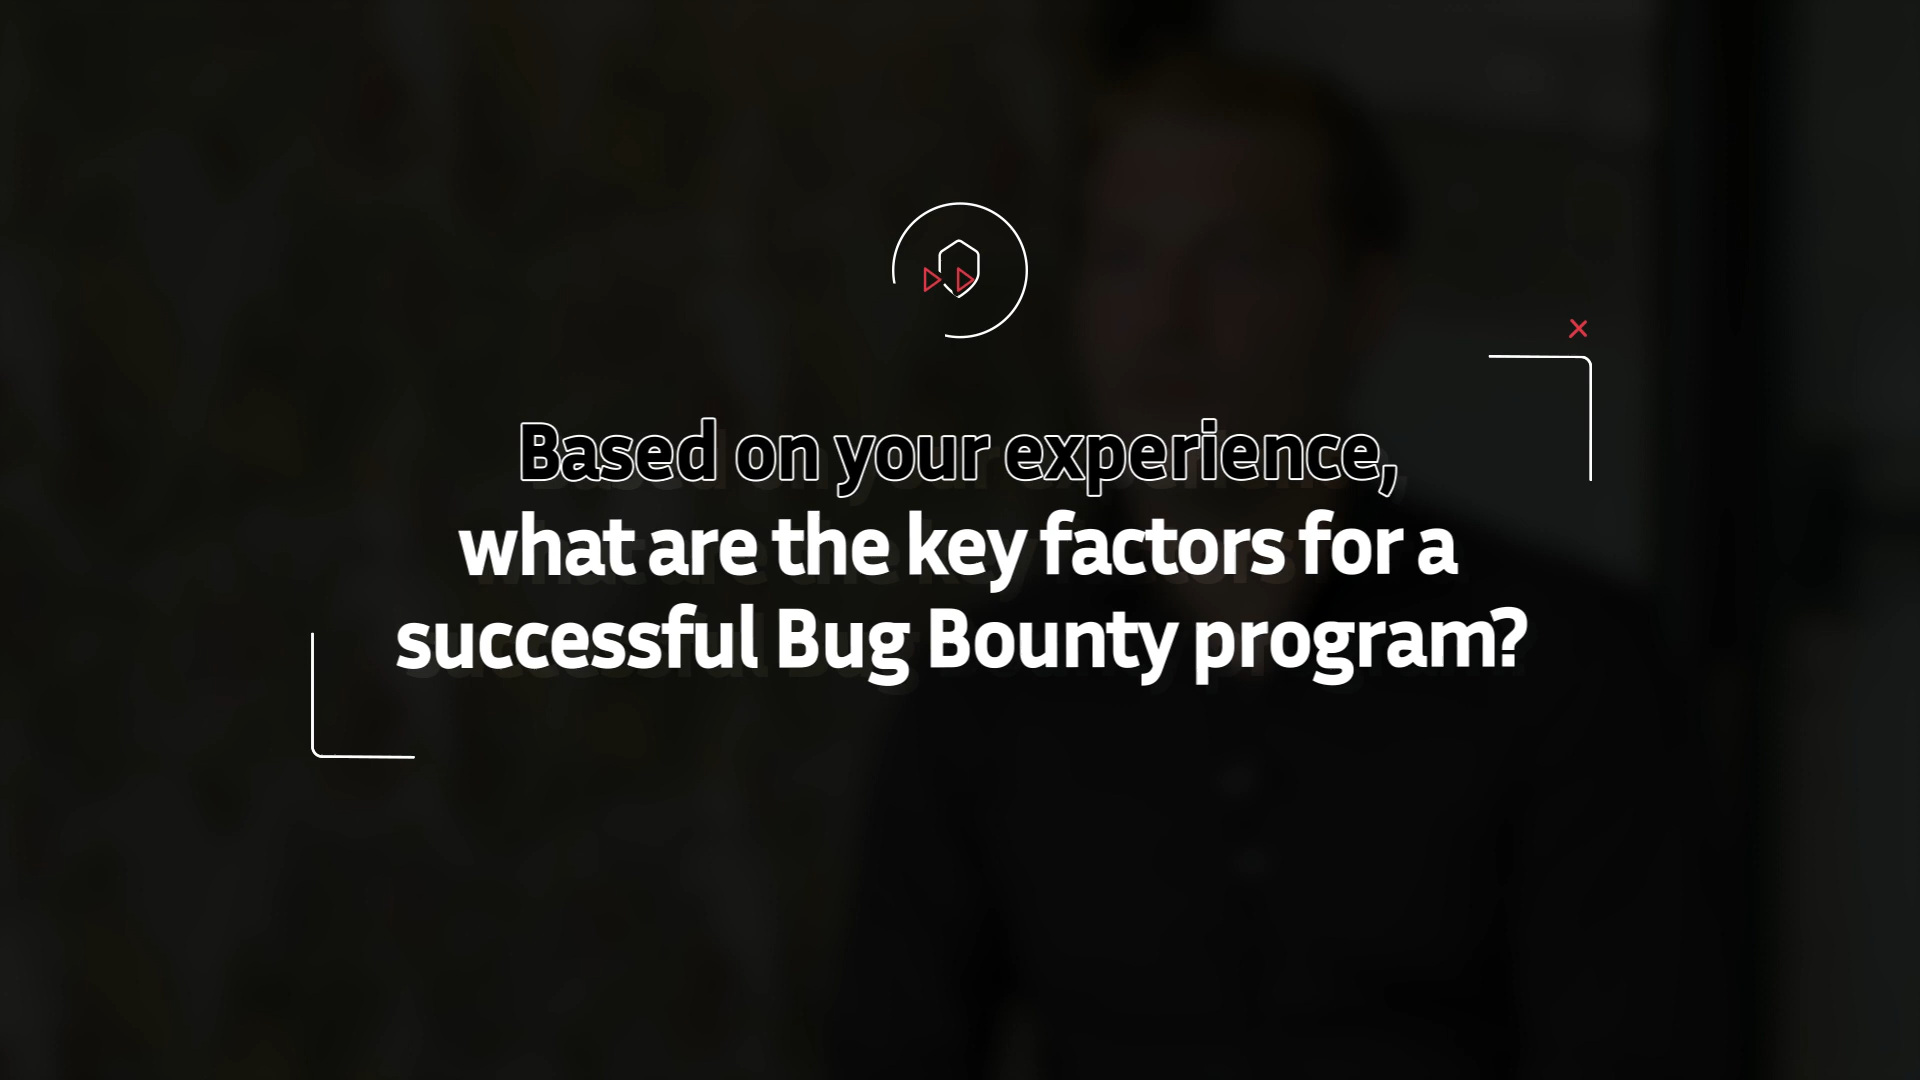 Based on your experience,
what are the key factors for a
successful Bug Bounty program?